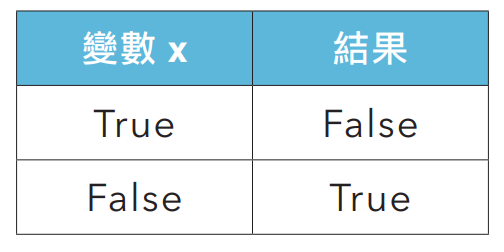 變數 x 結果
True False
False True